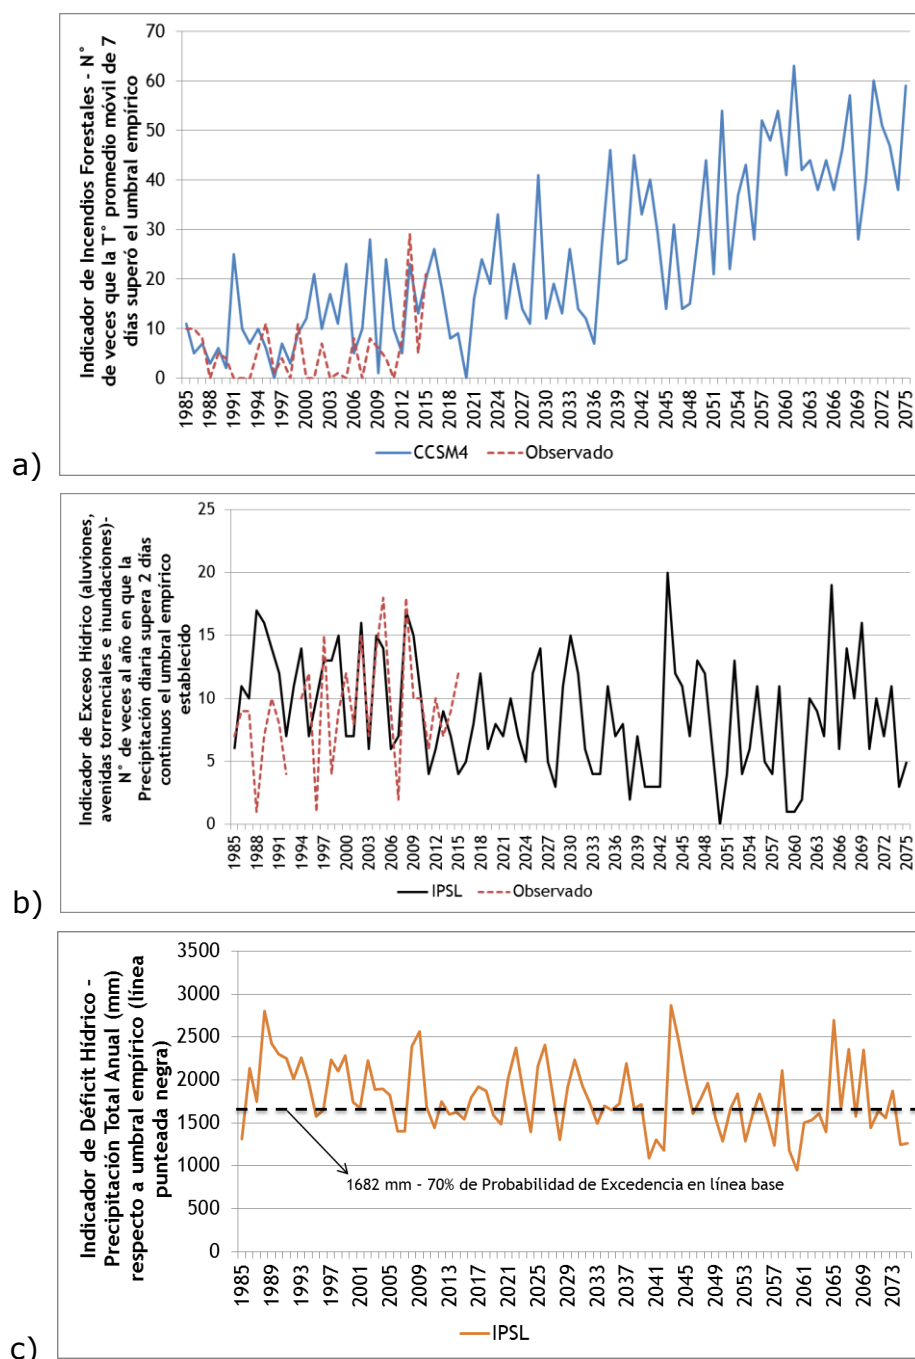 Indicador de Incendios Forestales - N°
de veces que la T° promedio móvil de 7
días superó el umbral empírico
70
60
50
40
30
20
10
0
1985 1988 1991 1994 1997 2000 2003 2006 2009 2012 2015 2018 2021 2024 2027 2030 2033 2036 2039 2042 2045 2048 2051 2054 2057 2060 2063 2066 2069 2072 2075
CCSM4 Observado
a)
Indicador de Exceso Hídrico (aluviones,
avenidas torrenciales e inundaciones)-
N° de veces al año en que la
Precipitación diaria supera 2 días
continuos el umbral empírico
establecido
25
20
15
10
5
0
1985 1988 1991 1994 1997 2000 2003 2006 2009 2012 2015 2018 2021 2024 2027 2030 2033 2036 2039 2042 2045 2048 2051 2054 2057 2060 2063 2066 2069 2072 2075
IPSL Observado
b)
Indicador de Déficit Hídrico -
Precipitación Total Anual (mm)
respecto a umbral empírico (línea
punteada negra)
3500
3000
2500
2000
1500
1000
500
0
1682 mm - 70% de Probabilidad de Excedencia en línea base
1985 1989 1993 1997 2001 2005 2009 2013 2017 2021 2025 2029 2033 2037 2041 2045 2049 2053 2057 2061 2065 2069 2073
IPSL
c)